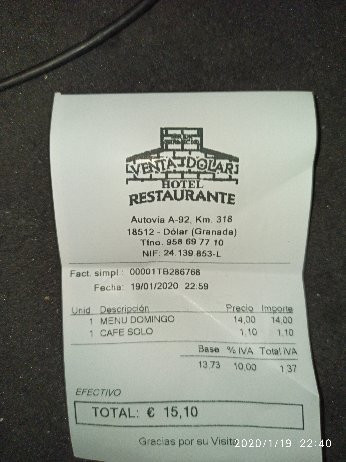 VENTA DOLAR
HOTEL
RESTAURANTE
Autovia A-92, Km. 316
18512 - Dólar (Granada)
Ttno. 958 69 77 10
NIF: 24.139.853-L
Fact. simpl.: 00001TB286768
Fecha: 19/01/2020 22:59
Unid Descripción Precio Importe
1 MENU DOMINGO 14,00 14,00
1 CAFE SOLO 1,10 1,10
Base % IVA Total IVA
13,73 10,00 1,37
EFECTIVO
TOTAL: € 15,10
Gracias por su Visita
2020/1/19 22:40